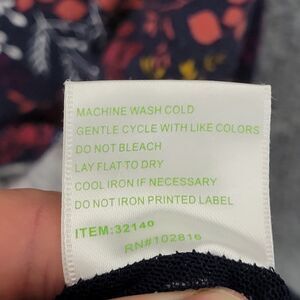 MACHINE WASH COLD
GENTLE CYCLE WITH LIKE COLORS
DO NOT BLEACH
LAY FLAT TO DRY
COOL IRON IF NECESSARY
DO NOT IRON PRINTED LABEL
ITEM:32140
RN#102816